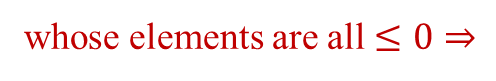 whose elements are all ≤ 0 ⇒